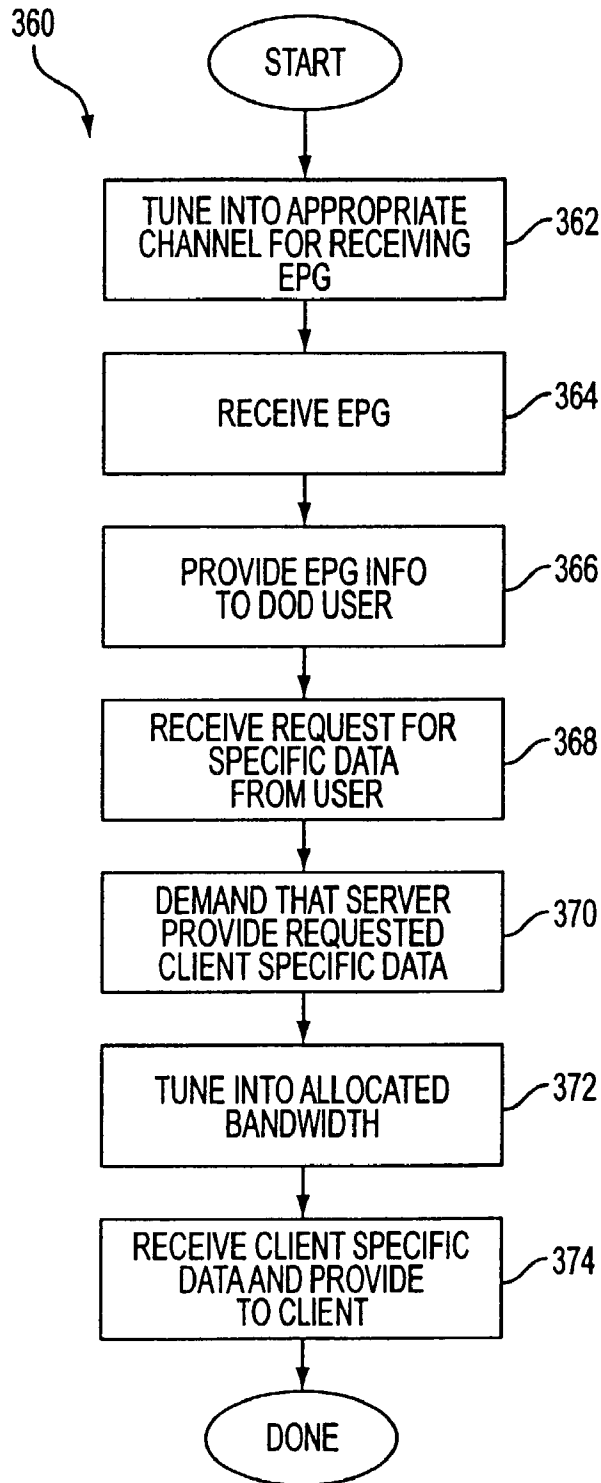 360
START
TUNE INTO APPROPRIATE
CHANNEL FOR RECEIVING
EPG
362
RECEIVE EPG
364
PROVIDE EPG INFO
TO DOD USER
366
RECEIVE REQUEST FOR
SPECIFIC DATA
FROM USER
368
DEMAND THAT SERVER
PROVIDE REQUESTED
CLIENT SPECIFIC DATA
370
TUNE INTO ALLOCATED
BANDWIDTH
372
RECEIVE CLIENT SPECIFIC
DATA AND PROVIDE
TO CLIENT
374
DONE